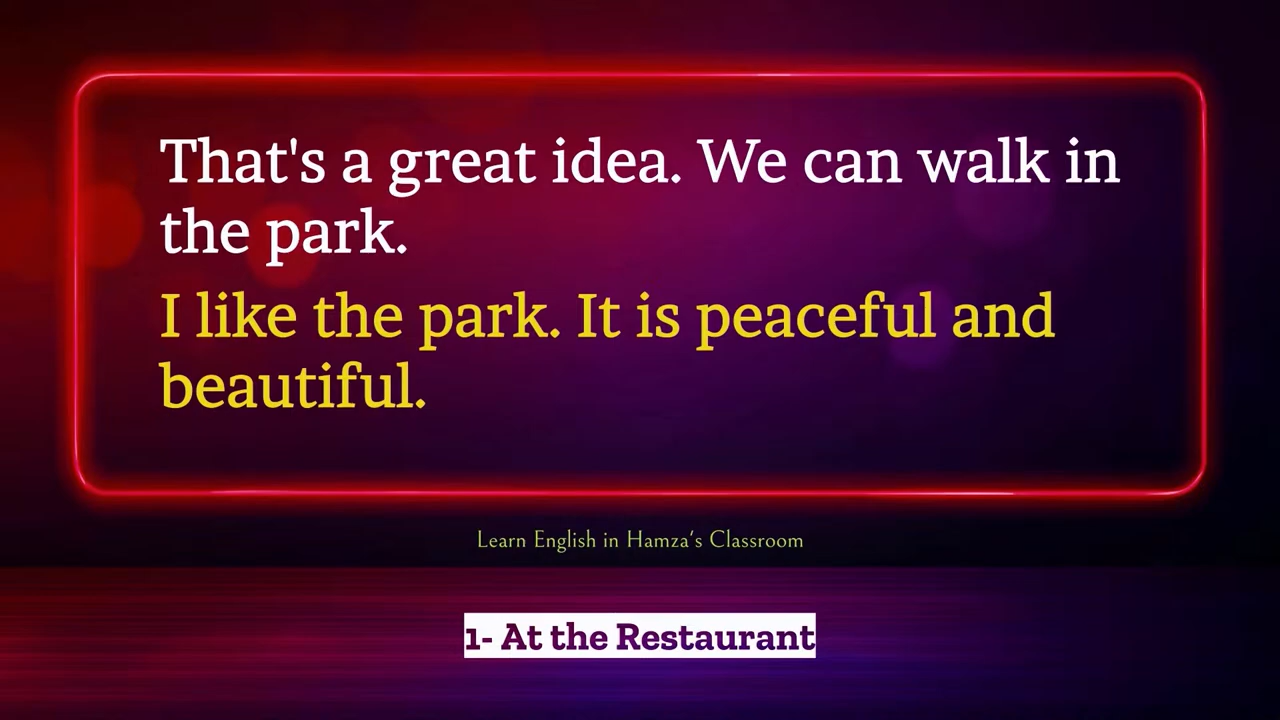 That's a great idea. We can walk in
the park.
I like the park. It is peaceful and
beautiful.
Learn English in Hamza's Classroom
1- At the Restaurant